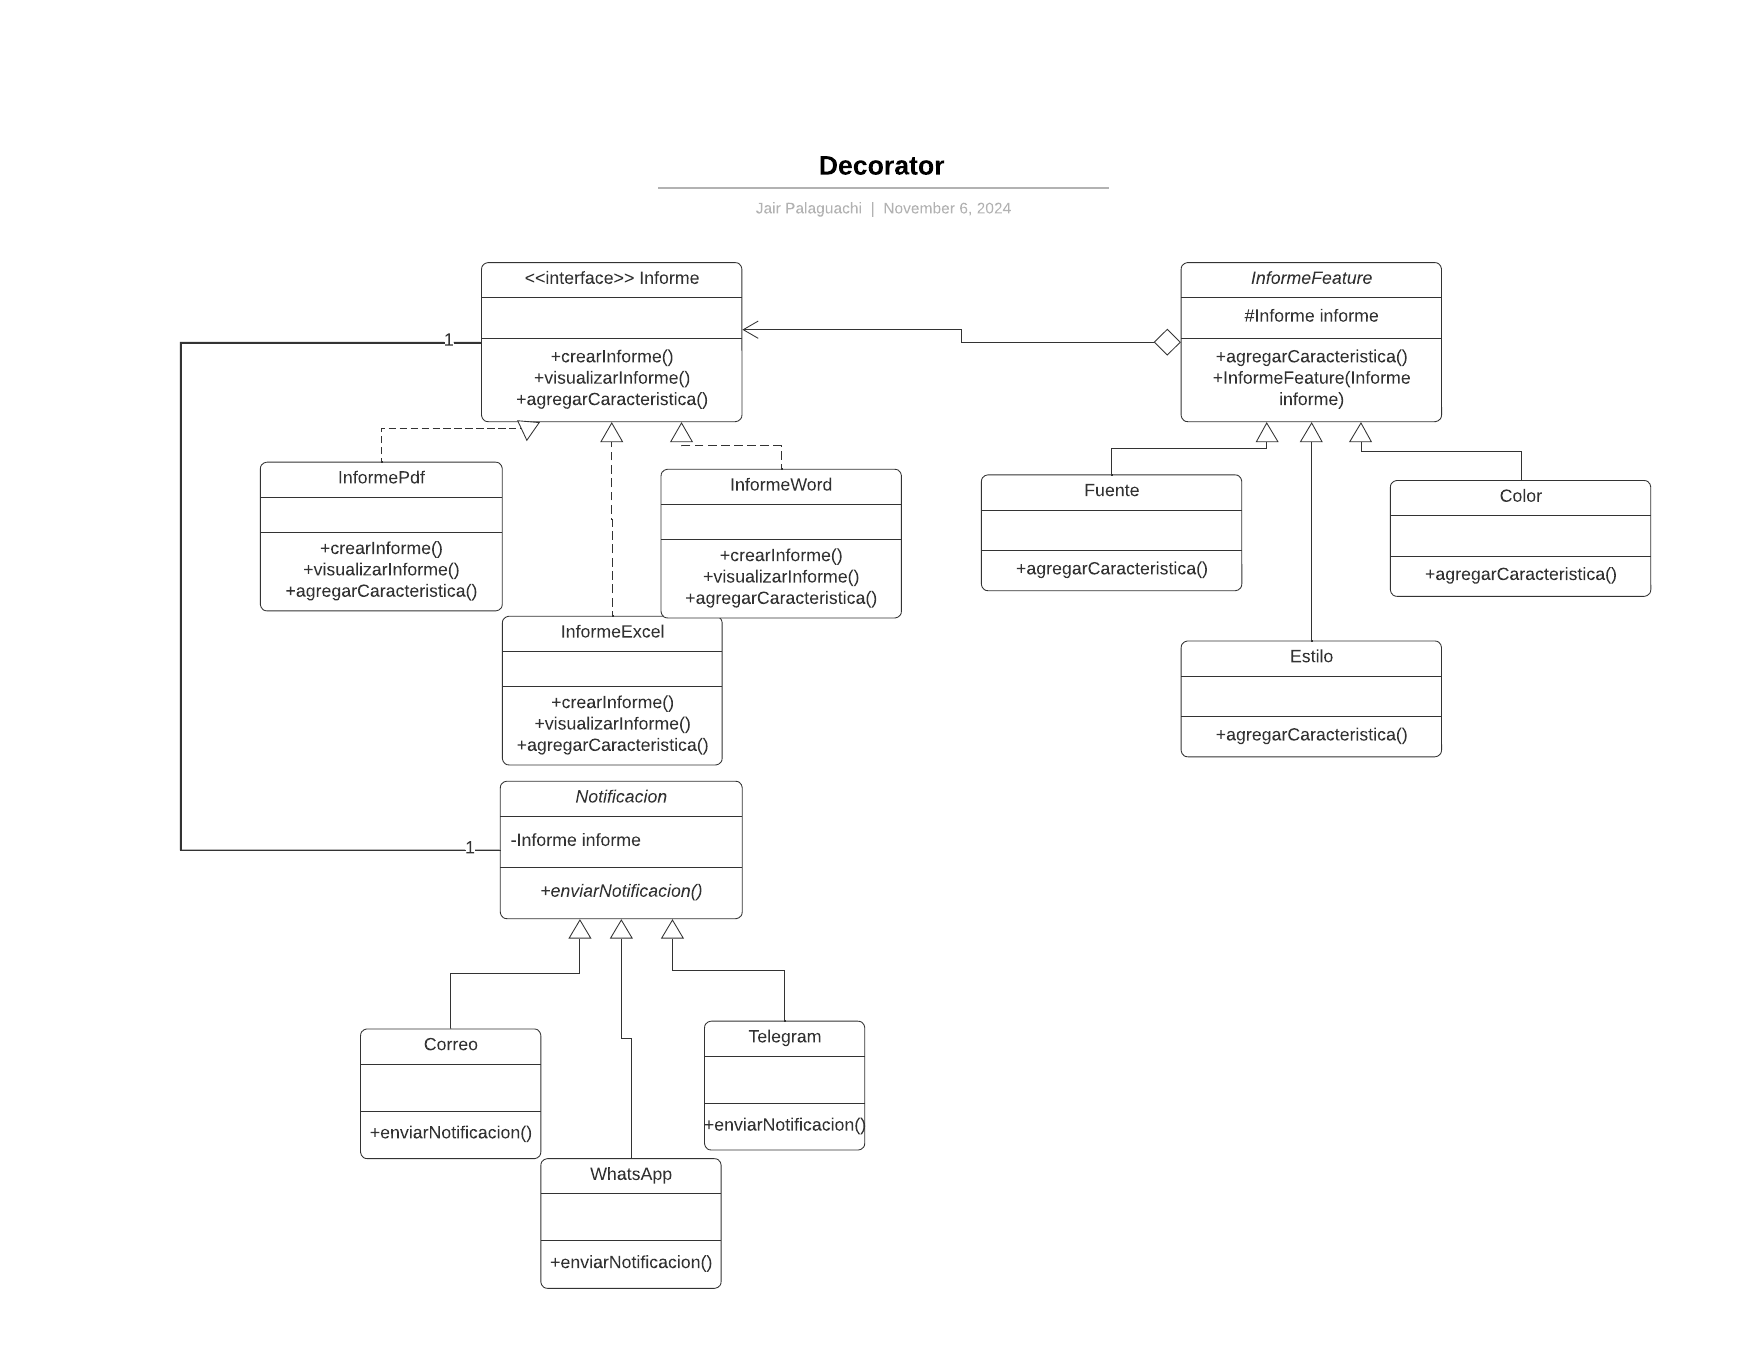 Decorator
Jair Palaguachi | November 6, 2024
<<interface>> Informe
+crearInforme()
+visualizarInforme()
+agregarCaracteristica()
1
InformeFeature
#Informe informe
+agregarCaracteristica()
+InformeFeature(Informe
informe)
InformePdf
+crearInforme()
+visualizarInforme()
+agregarCaracteristica()
InformeWord
+crearInforme()
+visualizarInforme()
+agregarCaracteristica()
Fuente
+agregarCaracteristica()
Color
+agregarCaracteristica()
InformeExcel
+crearInforme()
+visualizarInforme()
+agregarCaracteristica()
Estilo
+agregarCaracteristica()
Notificacion
-Informe informe
+enviarNotificacion()
1
Correo
+enviarNotificacion()
Telegram
+enviarNotificacion()
WhatsApp
+enviarNotificacion()